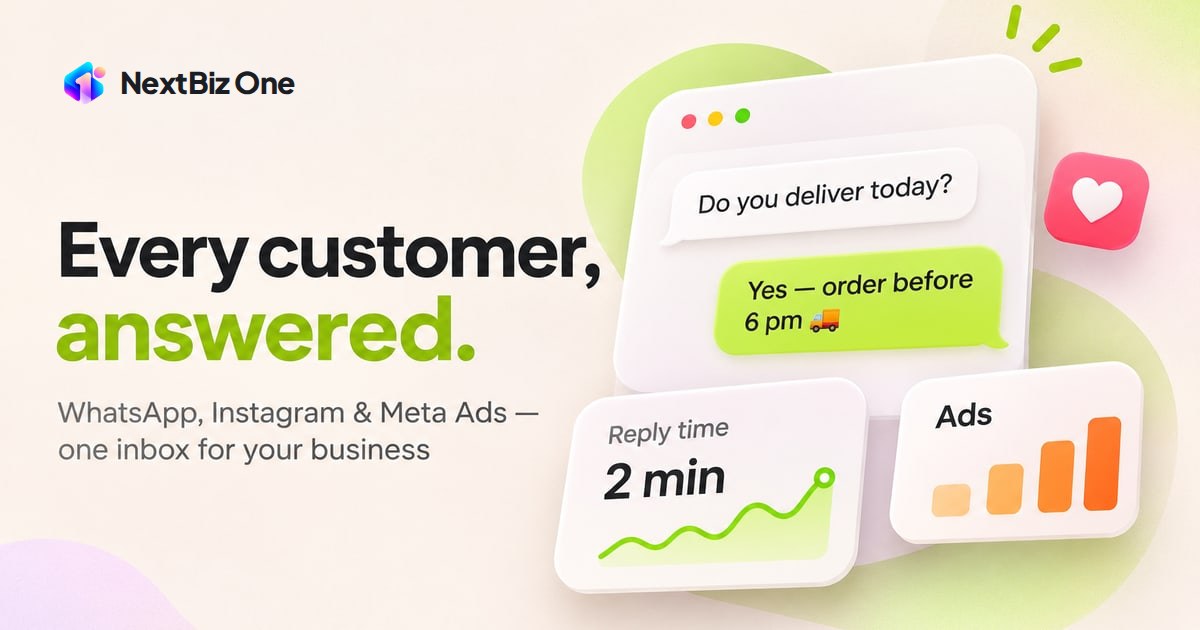 NextBiz One
Every customer,
answered.
WhatsApp, Instagram & Meta Ads —
one inbox for your business
Do you deliver today?
Yes — order before
6 pm 🚚
Reply time
2 min
Ads